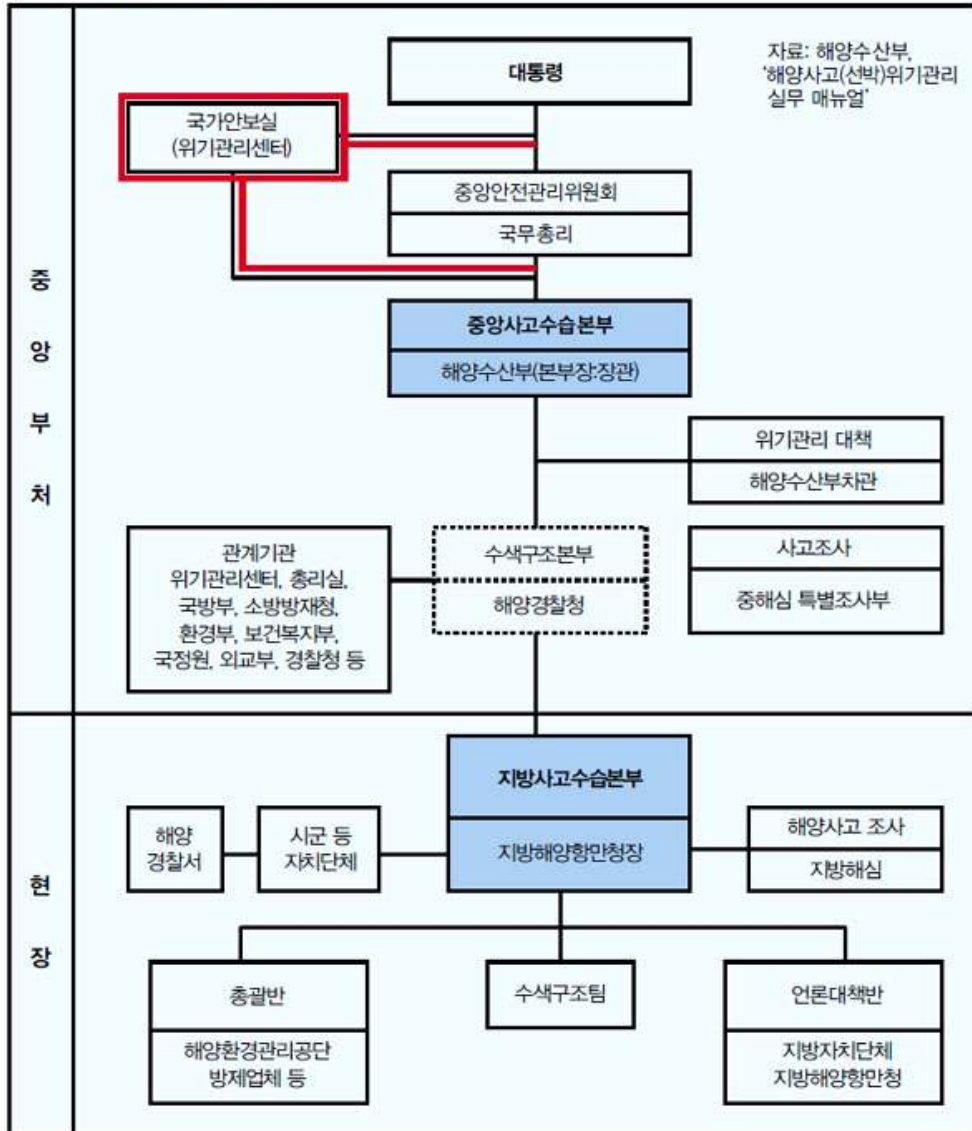 대통령
자료: 해양수산부,
'해양사고(선박)위기관리
실무 매뉴얼'
국가안보실
(위기관리센터)
중앙안전관리위원회
국무총리
중앙부처
중앙사고수습본부
해양수산부(본부장:장관)
위기관리 대책
해양수산부차관
관계기관
위기관리센터, 총리실,
국방부, 소방방재청,
환경부, 보건복지부,
국정원, 외교부, 경찰청 등
수색구조본부
해양경찰청
사고조사
중해심 특별조사부
현장
지방사고수습본부
지방해양항만청장
해양
경찰서
시군 등
자치단체
해양사고 조사
지방해심
총괄반
해양환경관리공단
방제업체 등
수색구조팀
언론대책반
지방자치단체
지방해양항만청